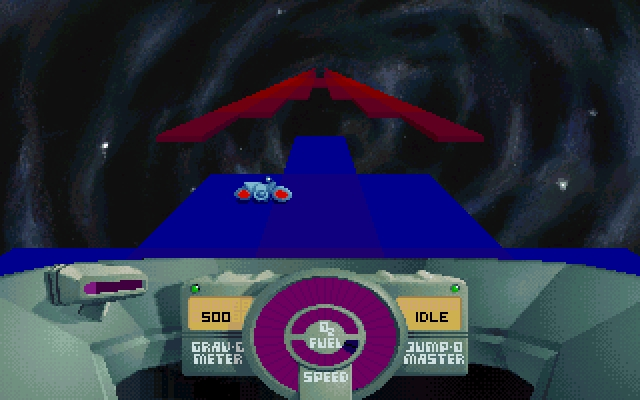 500
IDLE
O2
FUEL
GRAV-O
METER
JUMP-O
MASTER
SPEED